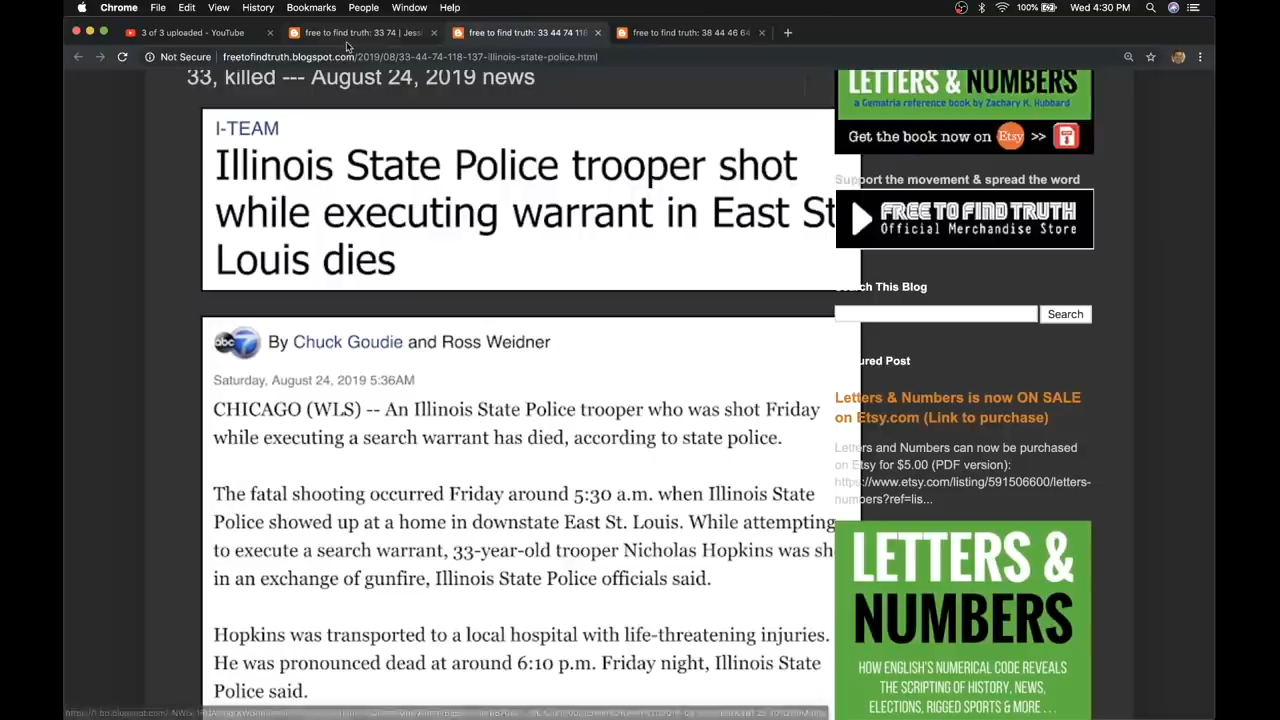 Chrome File Edit View History Bookmarks People Window Help 100% Wed 4:30 PM
3 of 3 uploaded - YouTube free to find truth: 33 74 | Jessi free to find truth: 33 44 74 118 free to find truth: 38 44 46 64
Not Secure freetofindtruth.blogspot.com/2019/08/33-44-74-118-137-illinois-state-police.html
33, killed --- August 24, 2019 news
I-TEAM
Illinois State Police trooper shot
while executing warrant in East St
Louis dies
abc 7 By Chuck Goudie and Ross Weidner
Saturday, August 24, 2019 5:36AM
CHICAGO (WLS) -- An Illinois State Police trooper who was shot Friday
while executing a search warrant has died, according to state police.
The fatal shooting occurred Friday around 5:30 a.m. when Illinois State
Police showed up at a home in downstate East St. Louis. While attempting
to execute a search warrant, 33-year-old trooper Nicholas Hopkins was sh
in an exchange of gunfire, Illinois State Police officials said.
Hopkins was transported to a local hospital with life-threatening injuries.
He was pronounced dead at around 6:10 p.m. Friday night, Illinois State
Police said.
LETTERS & NUMBERS
a Gematria reference book by Zachary K. Hubbard
Get the book now on Etsy >> PDF
Support the movement & spread the word
FREE TO FIND TRUTH
Official Merchandise Store
Search This Blog
Search
ured Post
Letters & Numbers is now ON SALE
on Etsy.com (Link to purchase)
Letters and Numbers can now be purchased
on Etsy for $5.00 (PDF version):
https://www.etsy.com/listing/591506600/letters-
numbers?ref=lis...
LETTERS &
NUMBERS
HOW ENGLISH'S NUMERICAL CODE REVEALS
THE SCRIPTING OF HISTORY, NEWS,
ELECTIONS, RIGGED SPORTS & MORE ...